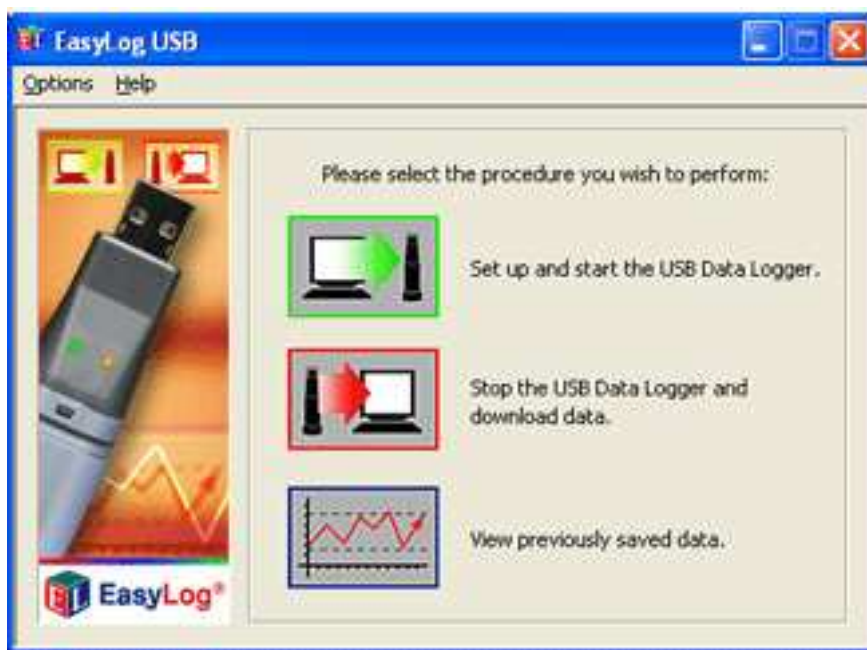 EasyLog USB
Options Help
Please select the procedure you wish to perform:
Set up and start the USB Data Logger.
Stop the USB Data Logger and
download data.
View previously saved data.
EL EasyLog®